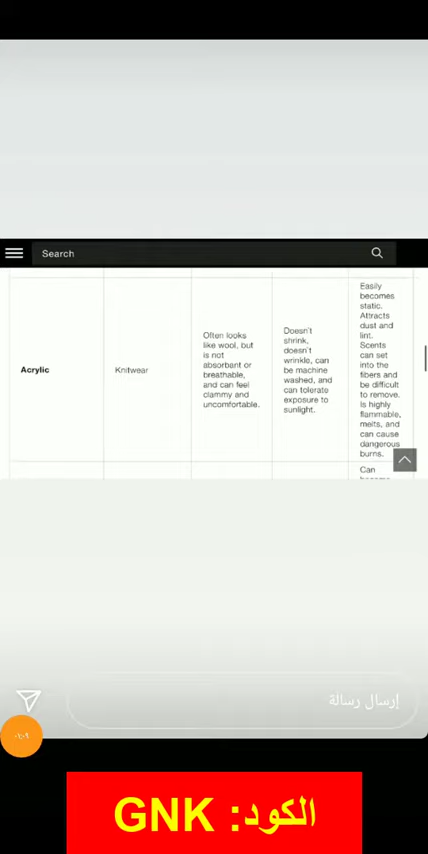 Search
Acrylic
Knitwear
Often looks
like wool, but
is not
absorbant or
breathable,
and can feel
clammy and
uncomfortable.
Doesn't
shrink,
doesn't
wrinkle, can
be machine
washed, and
can tolerate
exposure to
sunlight.
Easily
becomes
static.
Attracts
dust and
lint.
Scents
can set
into the
fibers and
be difficult
to remove.
Is highly
flammable,
melts, and
can cause
dangerous
burns.
Can
become
إرسال رسالة
٠١:٠٩
الكود: GNK